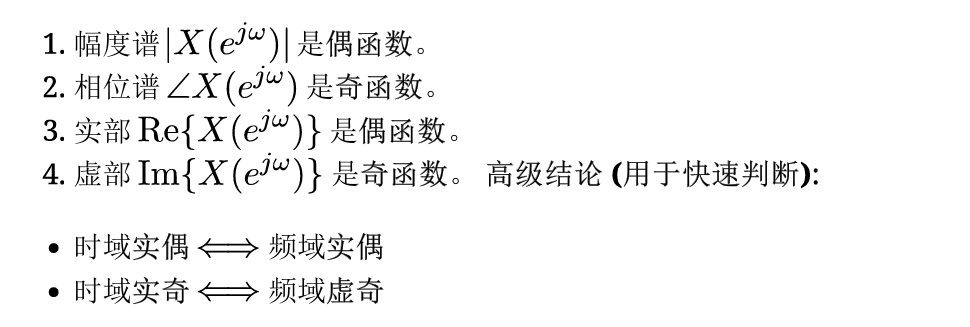 1. 幅度谱|X(e^{jω})| 是偶函数。
2. 相位谱∠X(e^{jω}) 是奇函数。
3. 实部 Re{X(e^{jω})} 是偶函数。
4. 虚部 Im{X(e^{jω})} 是奇函数。 高级结论 (用于快速判断):
• 时域实偶 ⟺ 频域实偶
• 时域实奇 ⟺ 频域虚奇